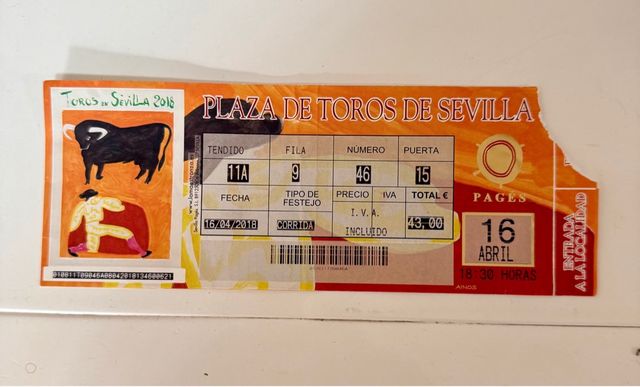 TOROS EN SEVILLA 2018
PLAZA DE TOROS DE SEVILLA
TENDIDO FILA NÚMERO PUERTA
11A 9 46 15
FECHA TIPO DE FESTEJO PRECIO IVA TOTAL €
16/04/2018 CORRIDA I.V.A. INCLUIDO 43,00
PAGÉS
16
ABRIL
18:30 HORAS
ENTRADA
A LA LOCALIDAD
AINOS